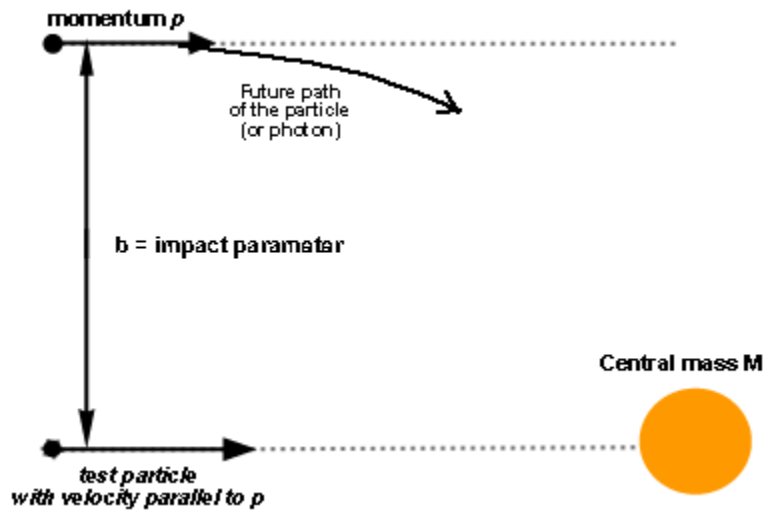 momentum p
Future path
of the particle
(or photon)
b = impact parameter
Central mass M
test particle
with velocity parallel to p